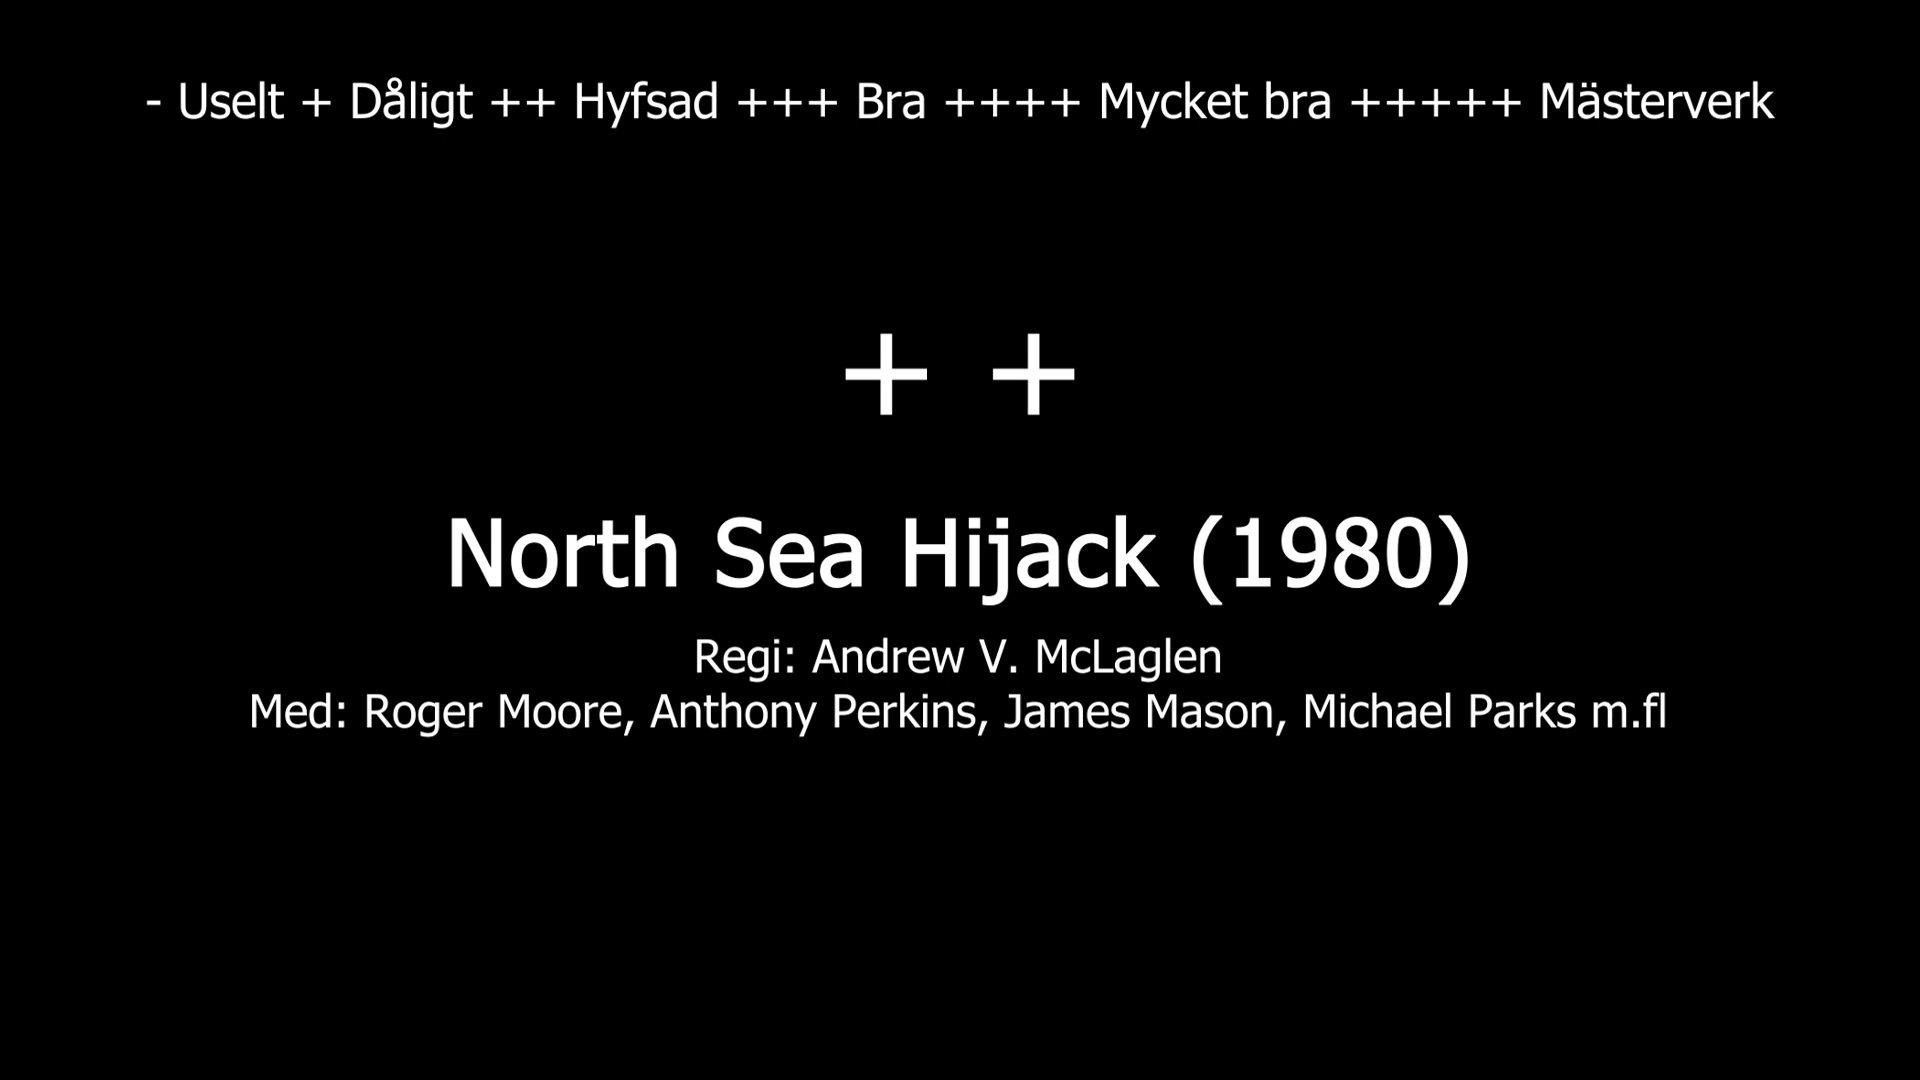 - Uselt + Dåligt ++ Hyfsad +++ Bra ++++ Mycket bra +++++ Mästerverk
+ +
North Sea Hijack (1980)
Regi: Andrew V. McLaglen
Med: Roger Moore, Anthony Perkins, James Mason, Michael Parks m.fl